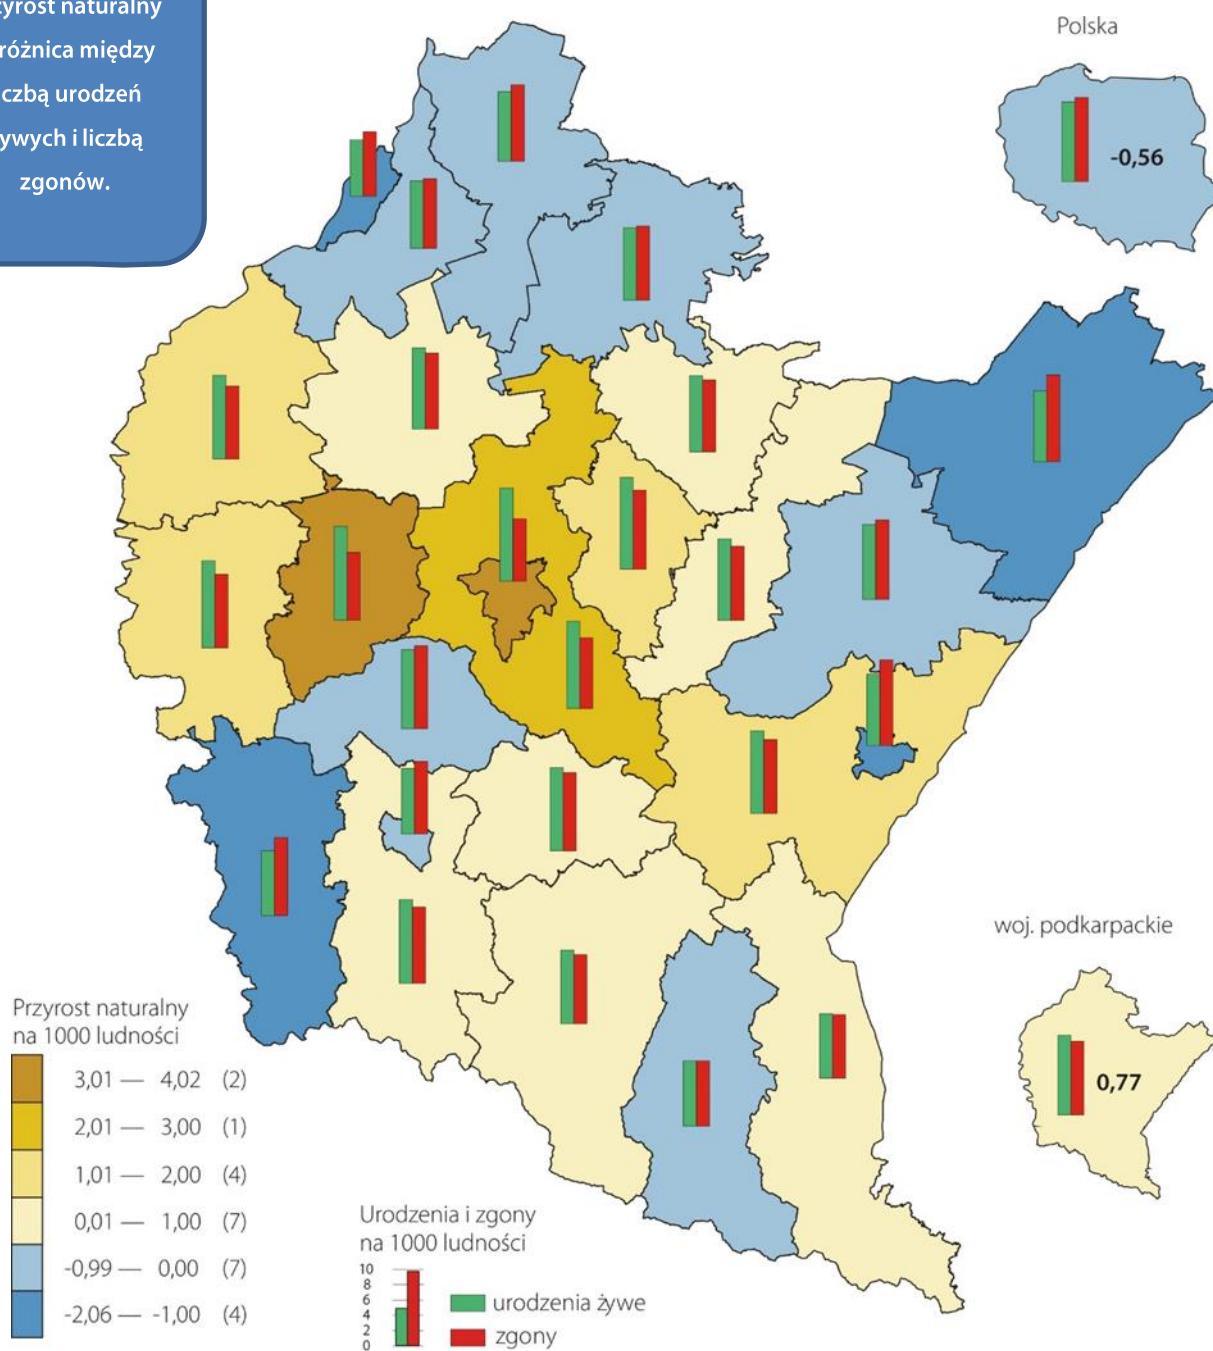 zyrost naturalny
różnica między
czbą urodzeń
ywych i liczbą
zgonów.
Polska
-0,56
woj. podkarpackie
0,77
Przyrost naturalny
na 1000 ludności
3,01 — 4,02 (2)
2,01 — 3,00 (1)
1,01 — 2,00 (4)
0,01 — 1,00 (7)
-0,99 — 0,00 (7)
-2,06 — -1,00 (4)
Urodzenia i zgony
na 1000 ludności
10
8
6
4
2
0
urodzenia żywe
zgony